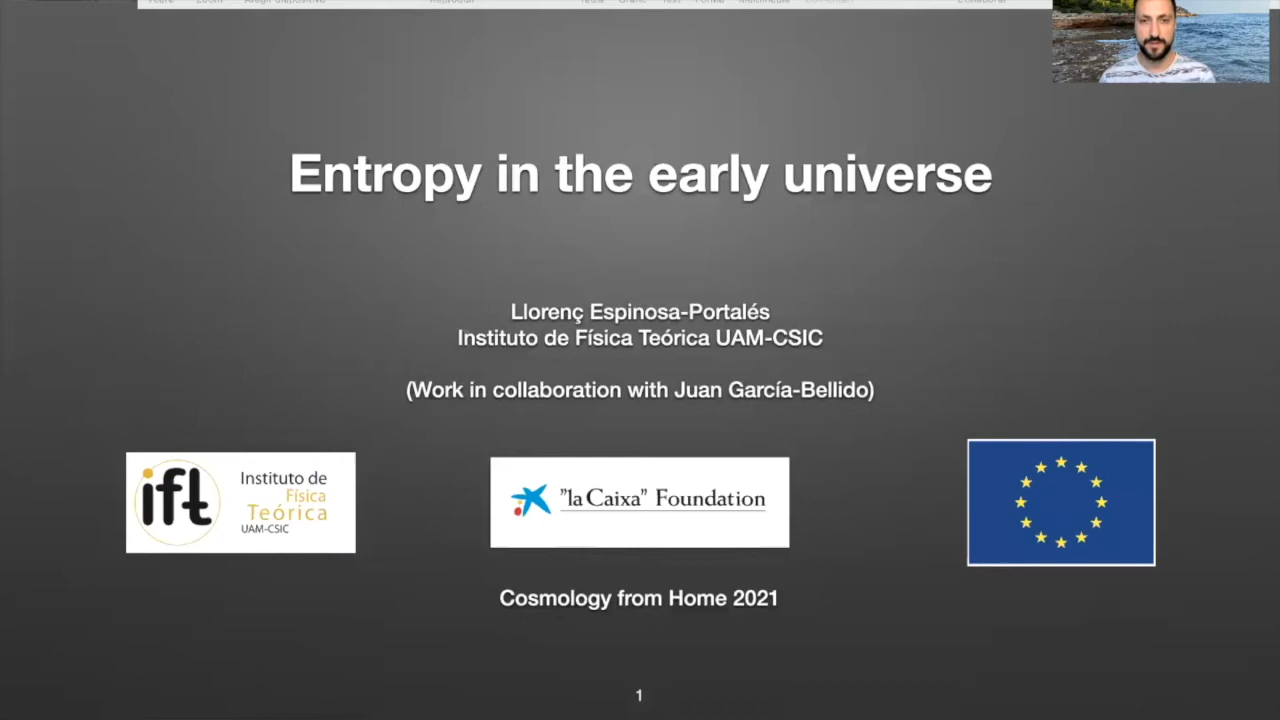 Entropy in the early universe
Llorenç Espinosa-Portalés
Instituto de Física Teórica UAM-CSIC
(Work in collaboration with Juan García-Bellido)
ift
Instituto de
Física
Teórica
UAM-CSIC
"la Caixa" Foundation
Cosmology from Home 2021
1